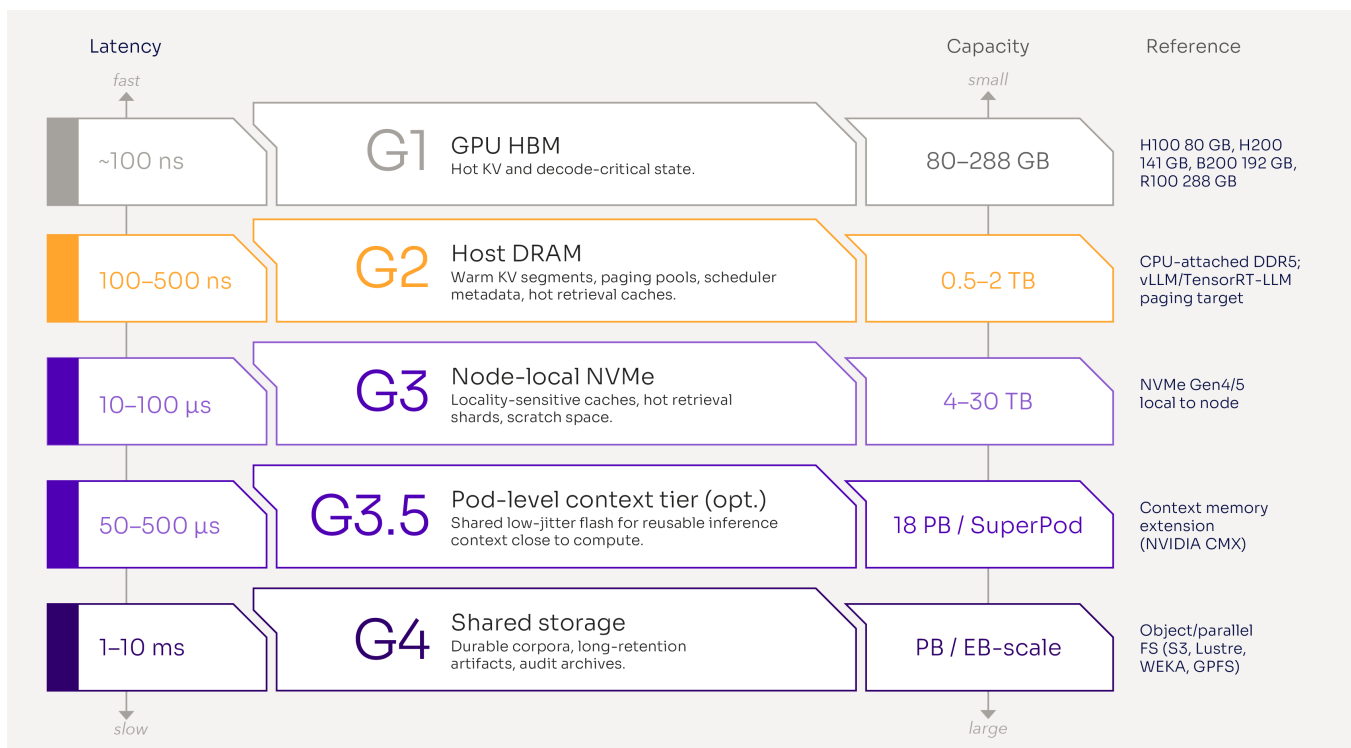 Latency
Capacity
Reference
fast
small
~100 ns
G1
GPU HBM
Hot KV and decode-critical state.
80–288 GB
H100 80 GB, H200
141 GB, B200 192 GB,
R100 288 GB
100–500 ns
G2
Host DRAM
Warm KV segments, paging pools, scheduler
metadata, hot retrieval caches.
0.5–2 TB
CPU-attached DDR5;
vLLM/TensorRT-LLM
paging target
10–100 µs
G3
Node-local NVMe
Locality-sensitive caches, hot retrieval
shards, scratch space.
4–30 TB
NVMe Gen4/5
local to node
50–500 µs
G3.5
Pod-level context tier (opt.)
Shared low-jitter flash for reusable inference
context close to compute.
18 PB / SuperPod
Context memory
extension
(NVIDIA CMX)
1–10 ms
G4
Shared storage
Durable corpora, long-retention
artifacts, audit archives.
PB / EB-scale
Object/parallel
FS (S3, Lustre,
WEKA, GPFS)
slow
large